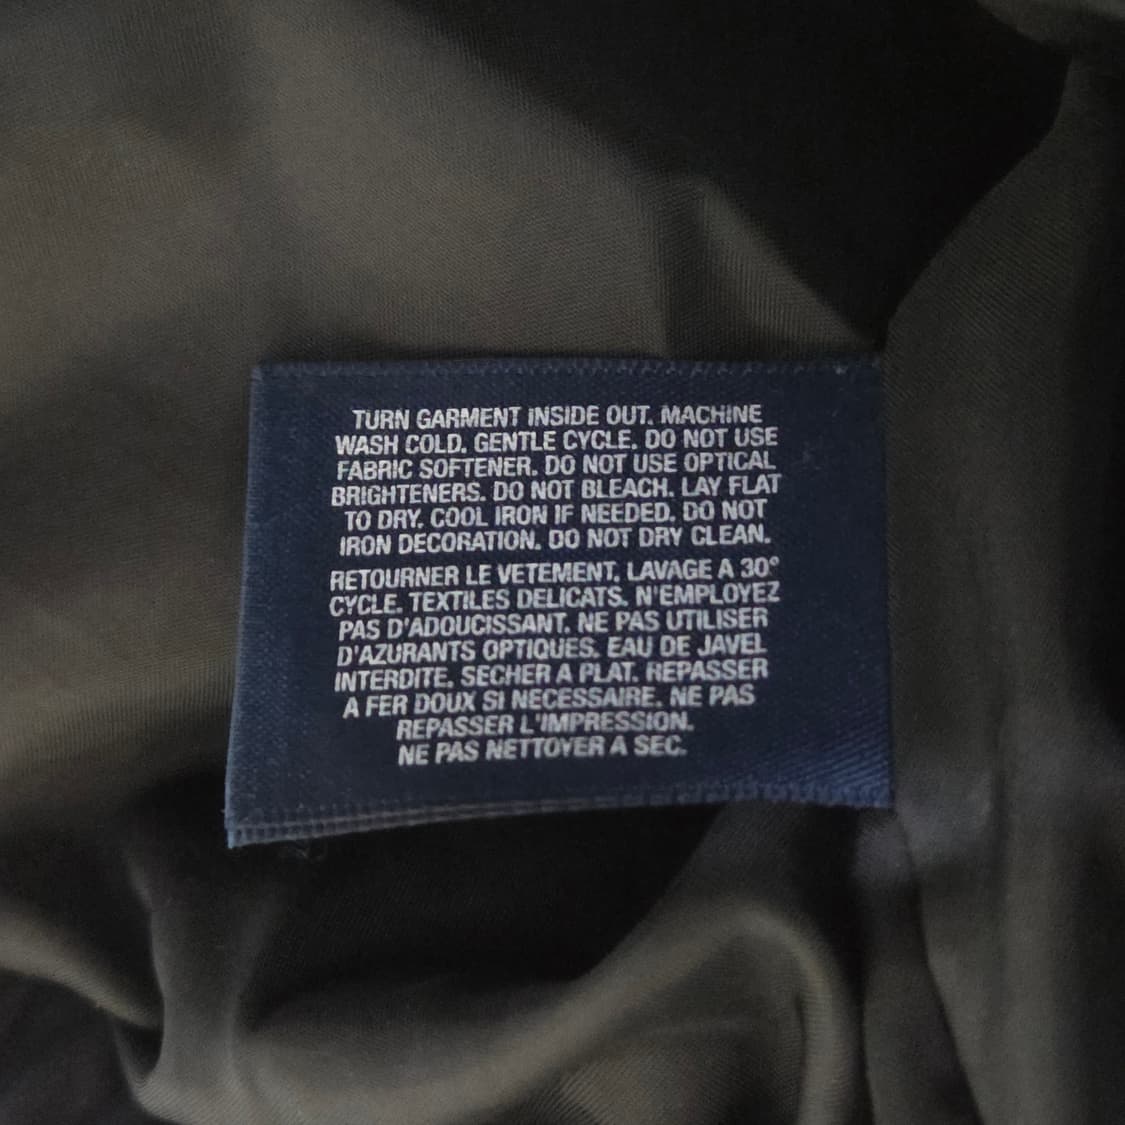 TURN GARMENT INSIDE OUT. MACHINE
WASH COLD. GENTLE CYCLE. DO NOT USE
FABRIC SOFTENER. DO NOT USE OPTICAL
BRIGHTENERS. DO NOT BLEACH. LAY FLAT
TO DRY. COOL IRON IF NEEDED. DO NOT
IRON DECORATION. DO NOT DRY CLEAN.
RETOURNER LE VETEMENT. LAVAGE A 30°
CYCLE. TEXTILES DELICATS. N'EMPLOYEZ
PAS D'ADOUCISSANT. NE PAS UTILISER
D'AZURANTS OPTIQUES. EAU DE JAVEL
INTERDITE. SECHER A PLAT. REPASSER
A FER DOUX SI NECESSAIRE. NE PAS
REPASSER L'IMPRESSION.
NE PAS NETTOYER A SEC.